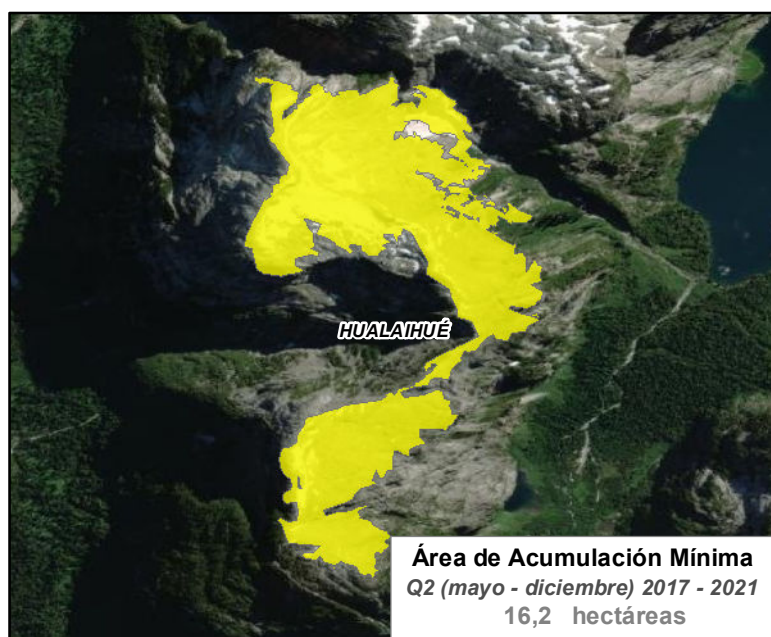 HUALAIHUÉ
Área de Acumulación Mínima
Q2 (mayo - diciembre) 2017 - 2021
16,2 hectáreas